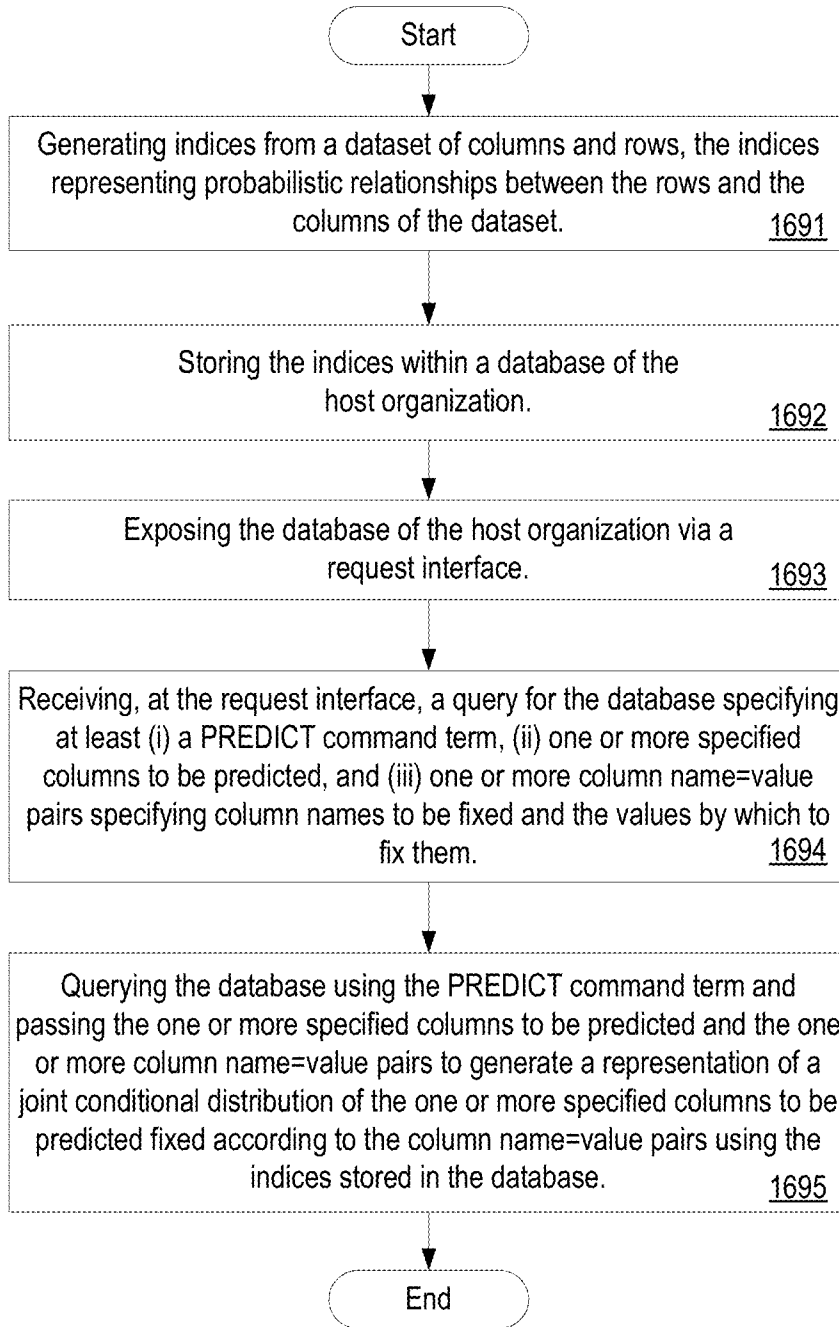 Start
Generating indices from a dataset of columns and rows, the indices
representing probabilistic relationships between the rows and the
columns of the dataset.
1691
Storing the indices within a database of the
host organization.
1692
Exposing the database of the host organization via a
request interface.
1693
Receiving, at the request interface, a query for the database specifying
at least (i) a PREDICT command term, (ii) one or more specified
columns to be predicted, and (iii) one or more column name=value
pairs specifying column names to be fixed and the values by which to
fix them.
1694
Querying the database using the PREDICT command term and
passing the one or more specified columns to be predicted and the one
or more column name=value pairs to generate a representation of a
joint conditional distribution of the one or more specified columns to be
predicted fixed according to the column name=value pairs using the
indices stored in the database.
1695
End